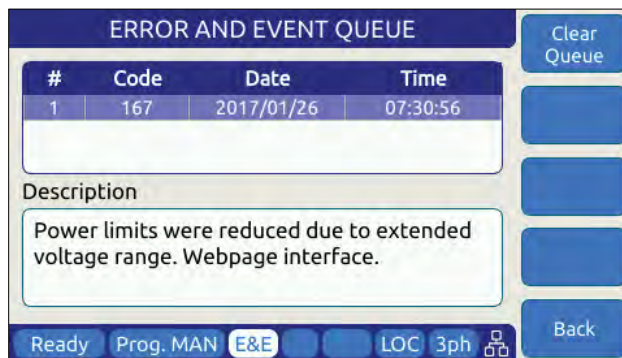 ERROR AND EVENT QUEUE
Clear
Queue
# Code Date Time
1 167 2017/01/26 07:30:56
Description
Power limits were reduced due to extended
voltage range. Webpage interface.
Ready Prog. MAN E&E LOC 3ph
Back